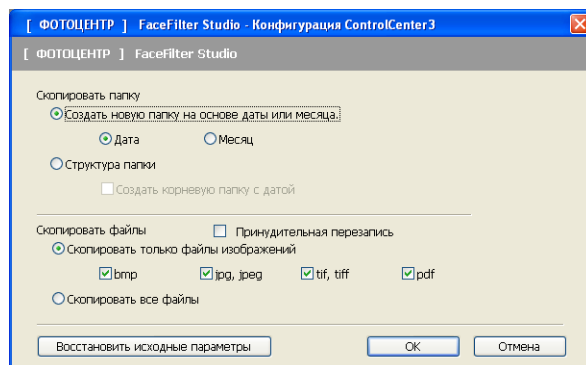 [ ФОТОЦЕНТР ] FaceFilter Studio - Конфигурация ControlCenter3
[ ФОТОЦЕНТР ] FaceFilter Studio
Скопировать папку
Создать новую папку на основе даты или месяца.
Дата Месяц
Структура папки
Создать корневую папку с датой
Скопировать файлы Принудительная перезапись
Скопировать только файлы изображений
bmp jpg, jpeg tif, tiff pdf
Скопировать все файлы
Восстановить исходные параметры OK Отмена